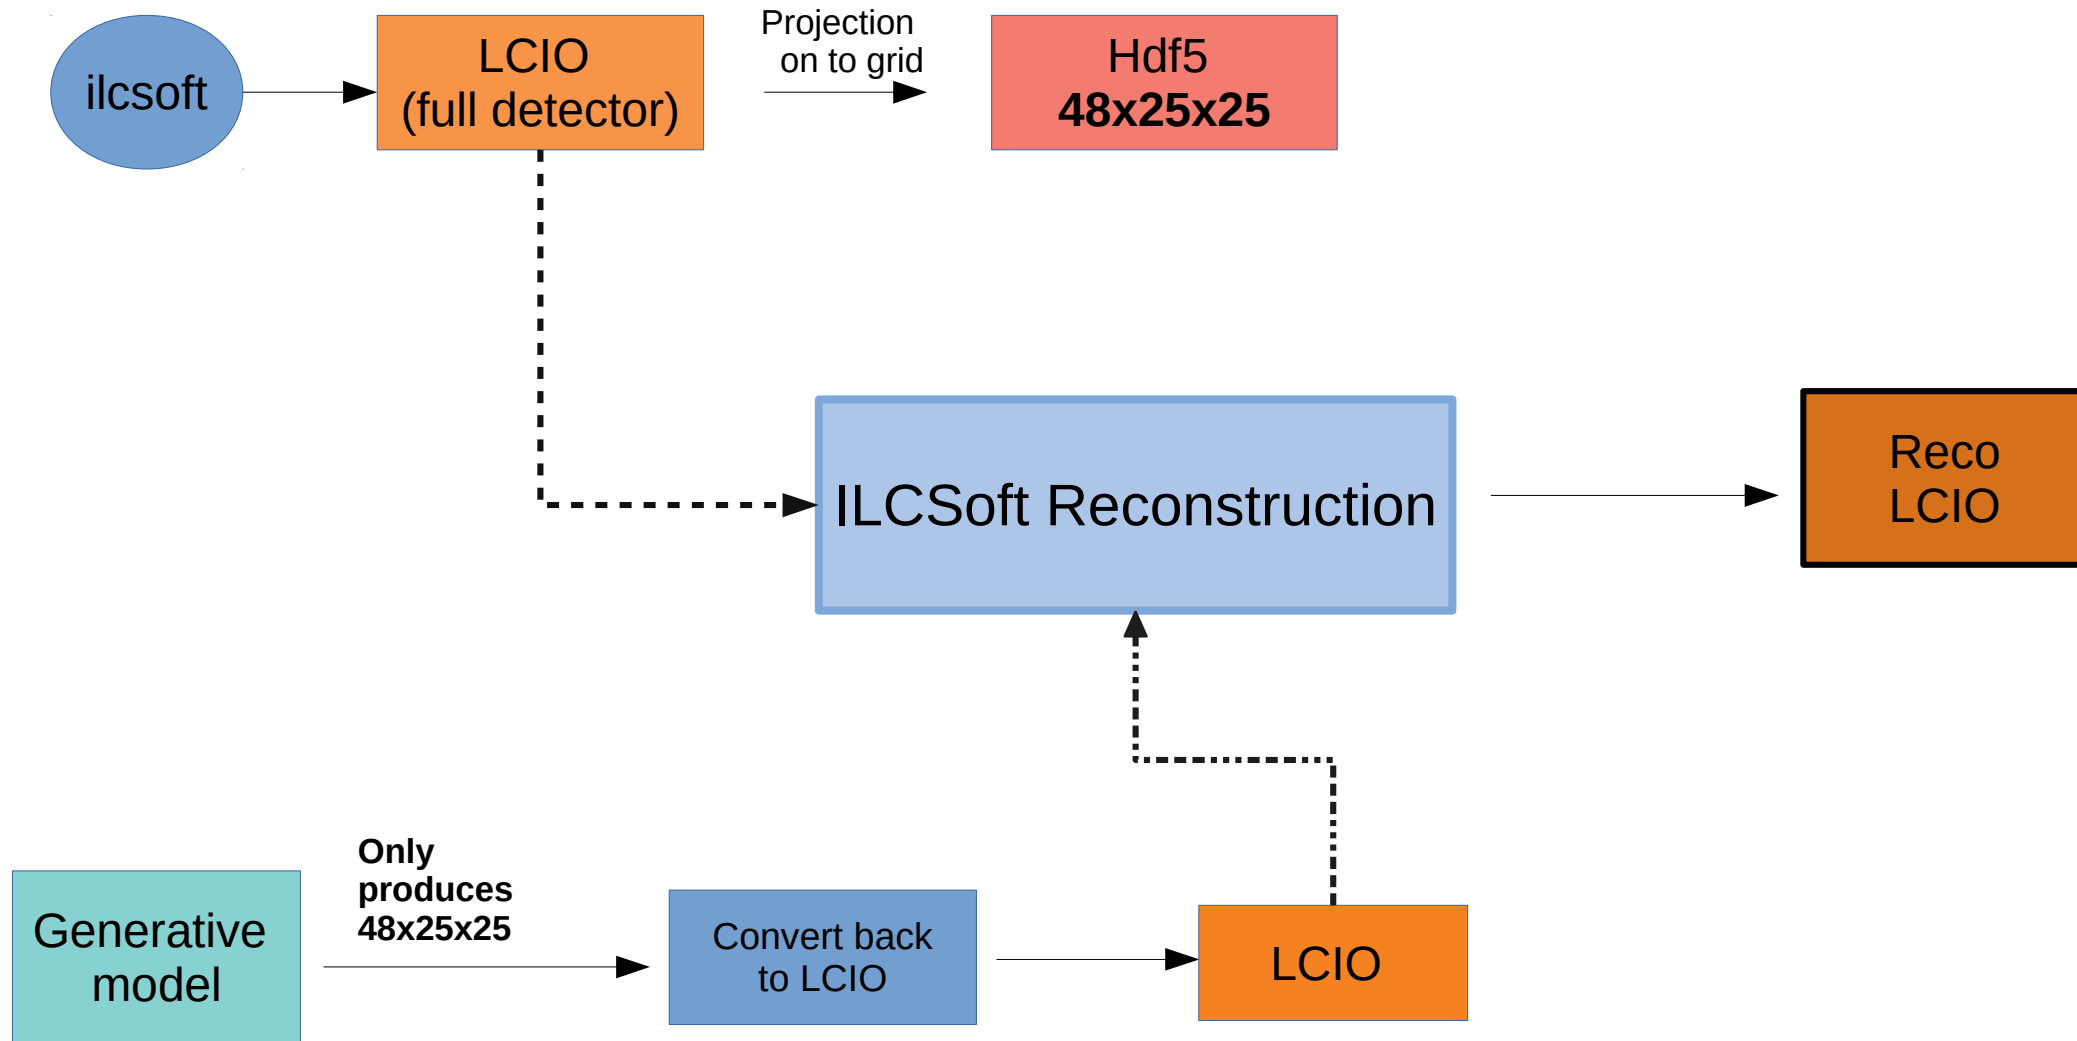 ilcsoft
LCIO
(full detector)
Projection
on to grid
Hdf5
48x25x25
ILCSoft Reconstruction
Reco
LCIO
Only
produces
48x25x25
Generative
model
Convert back
to LCIO
LCIO